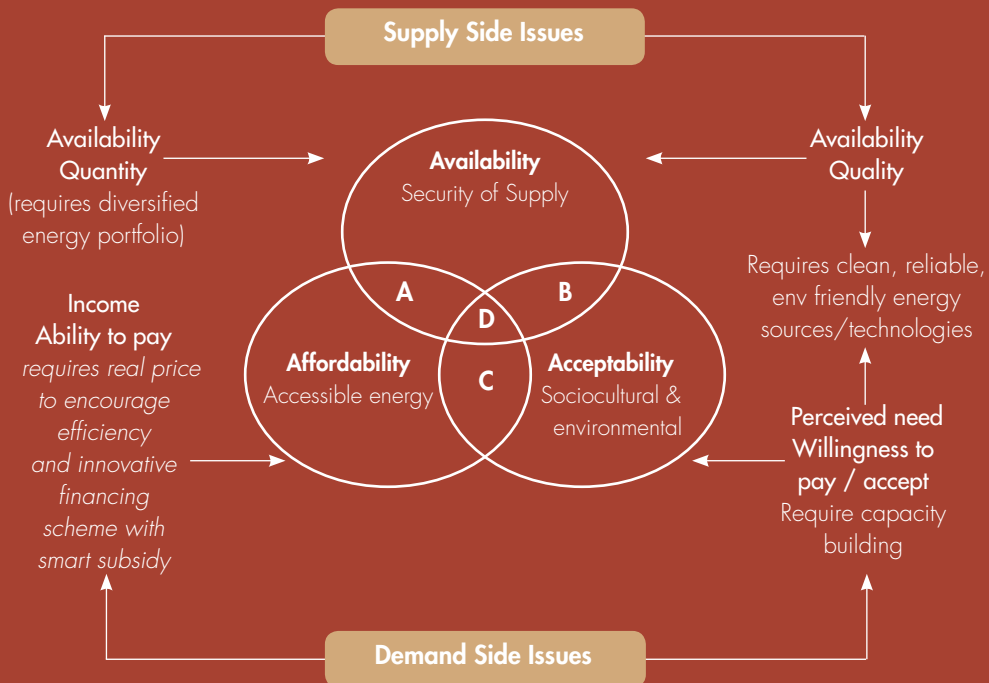 Supply Side Issues
Availability
Quantity
(requires diversified
energy portfolio)
Availability
Security of Supply
Availability
Quality
Requires clean, reliable,
env friendly energy
sources/technologies
A
B
D
C
Income
Ability to pay
requires real price
to encourage
efficiency
and innovative
financing
scheme with
smart subsidy
Affordability
Accessible energy
Acceptability
Sociocultural &
environmental
Perceived need
Willingness to
pay / accept
Require capacity
building
Demand Side Issues